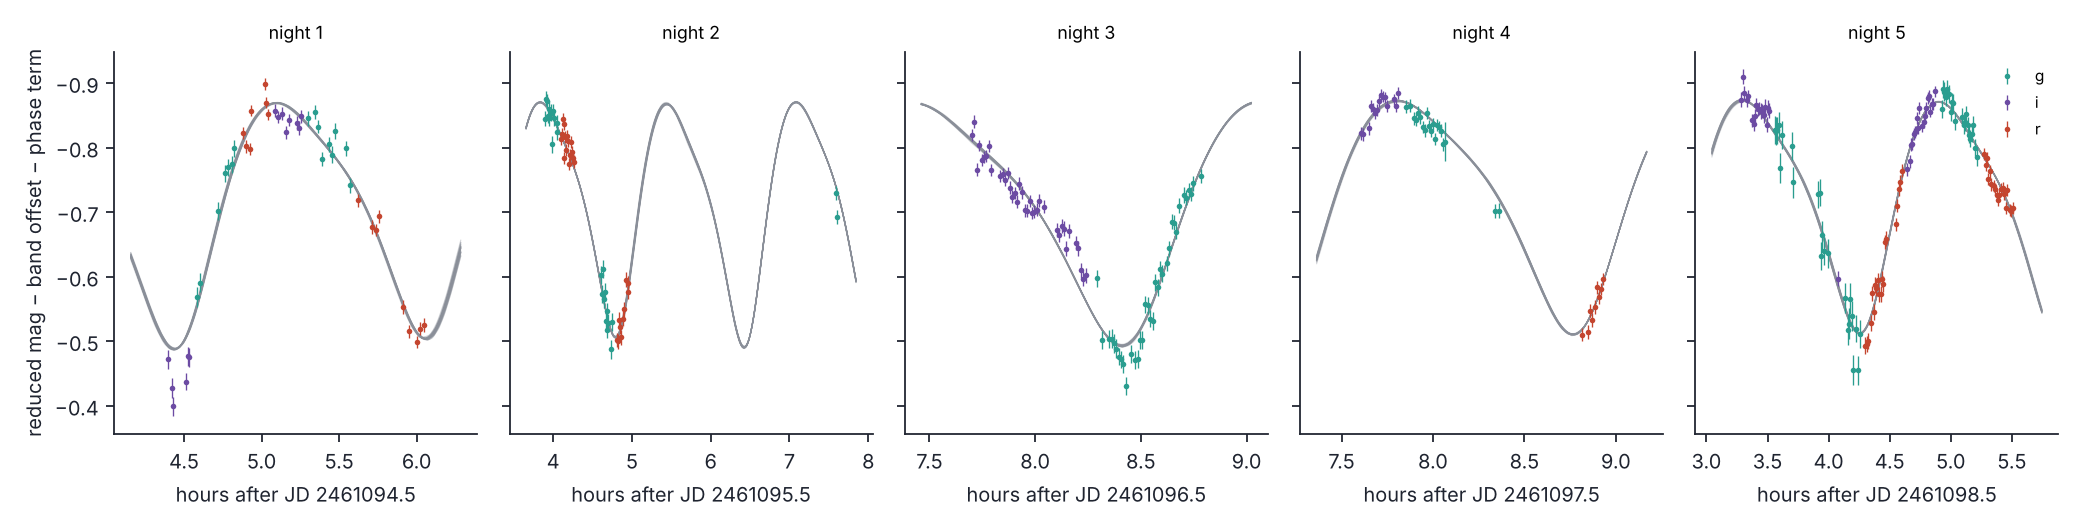 night 1
night 2
night 3
night 4
night 5
reduced mag − band offset − phase term
−0.9
−0.8
−0.7
−0.6
−0.5
−0.4
g
i
r
4.5 5.0 5.5 6.0
4 5 6 7 8
7.5 8.0 8.5 9.0
7.5 8.0 8.5 9.0
3.0 3.5 4.0 4.5 5.0 5.5
hours after JD 2461094.5
hours after JD 2461095.5
hours after JD 2461096.5
hours after JD 2461097.5
hours after JD 2461098.5